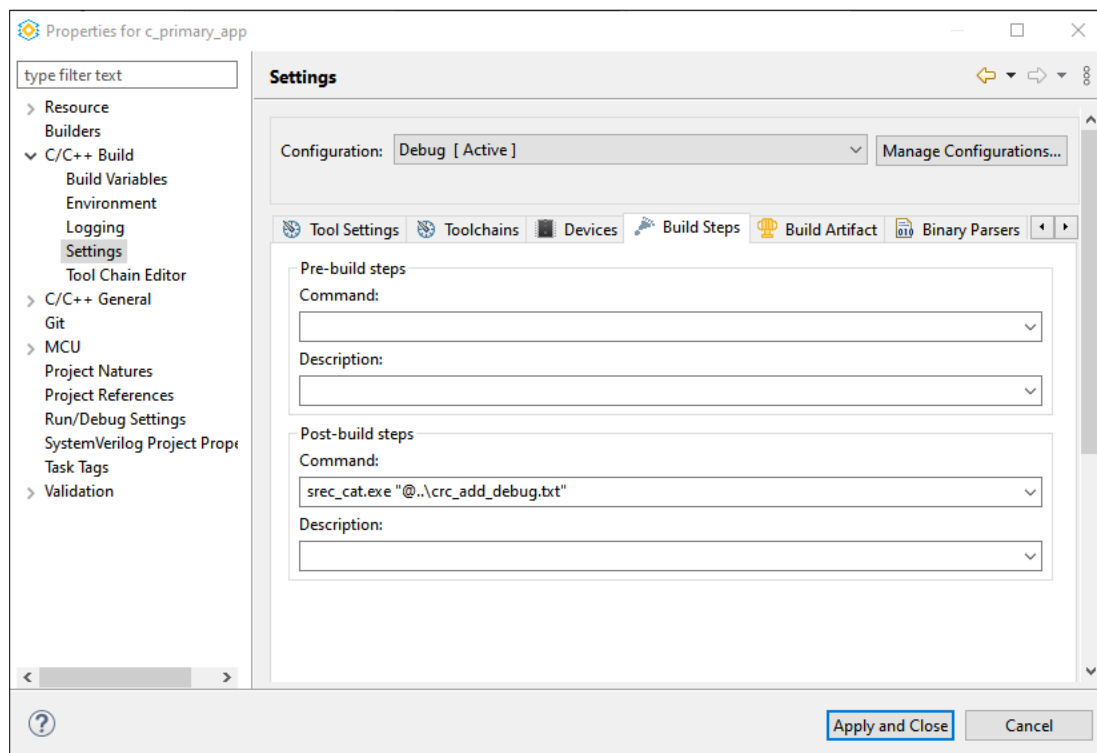 Properties for c_primary_app
type filter text
Resource
Builders
C/C++ Build
Build Variables
Environment
Logging
Settings
Tool Chain Editor
C/C++ General
Git
MCU
Project Natures
Project References
Run/Debug Settings
SystemVerilog Project Prope
Task Tags
Validation
Settings
Configuration: Debug [ Active ] Manage Configurations...
Tool Settings Toolchains Devices Build Steps Build Artifact Binary Parsers
Pre-build steps
Command:
Description:
Post-build steps
Command:
srec_cat.exe "@..\crc_add_debug.txt"
Description:
Apply and Close Cancel